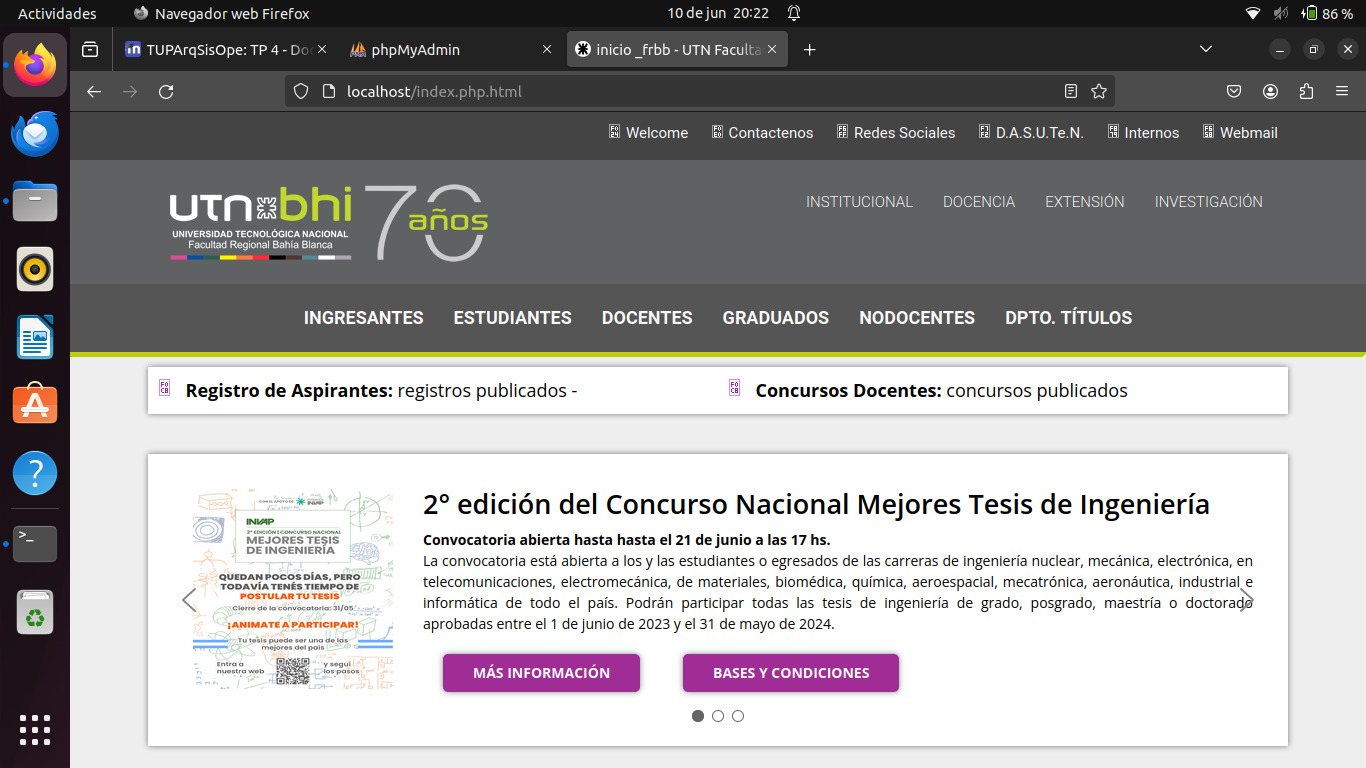 Actividades
Navegador web Firefox
10 de jun 20:22
86 %
TUPArqSisOpe: TP 4 - Do
phpMyAdmin
inicio _frbb - UTN Faculta
localhost/index.php.html
Welcome
Contactenos
Redes Sociales
D.A.S.U.Te.N.
Internos
Webmail
utn bhi 70 años
UNIVERSIDAD TECNOLÓGICA NACIONAL
Facultad Regional Bahía Blanca
INSTITUCIONAL
DOCENCIA
EXTENSIÓN
INVESTIGACIÓN
INGRESANTES
ESTUDIANTES
DOCENTES
GRADUADOS
NODOCENTES
DPTO. TÍTULOS
Registro de Aspirantes: registros publicados -
Concursos Docentes: concursos publicados
CON EL APOYO DE
INVAP
INVAP
2º EDICIÓN | CONCURSO NACIONAL
MEJORES TESIS
DE INGENIERÍA
QUEDAN POCOS DÍAS, PERO
TODAVÍA TENÉS TIEMPO DE
POSTULAR TU TESIS
Cierre de la convocatoria: 31/05
¡ANIMATE A PARTICIPAR!
Tu tesis puede ser una de las
mejores del país
Entra a
nuestra web
y seguí
los pasos
2° edición del Concurso Nacional Mejores Tesis de Ingeniería
Convocatoria abierta hasta hasta el 21 de junio a las 17 hs.
La convocatoria está abierta a los y las estudiantes o egresados de las carreras de ingeniería nuclear, mecánica, electrónica, en
telecomunicaciones, electromecánica, de materiales, biomédica, química, aeroespacial, mecatrónica, aeronáutica, industrial e
informática de todo el país. Podrán participar todas las tesis de ingeniería de grado, posgrado, maestría o doctorado
aprobadas entre el 1 de junio de 2023 y el 31 de mayo de 2024.
MÁS INFORMACIÓN
BASES Y CONDICIONES